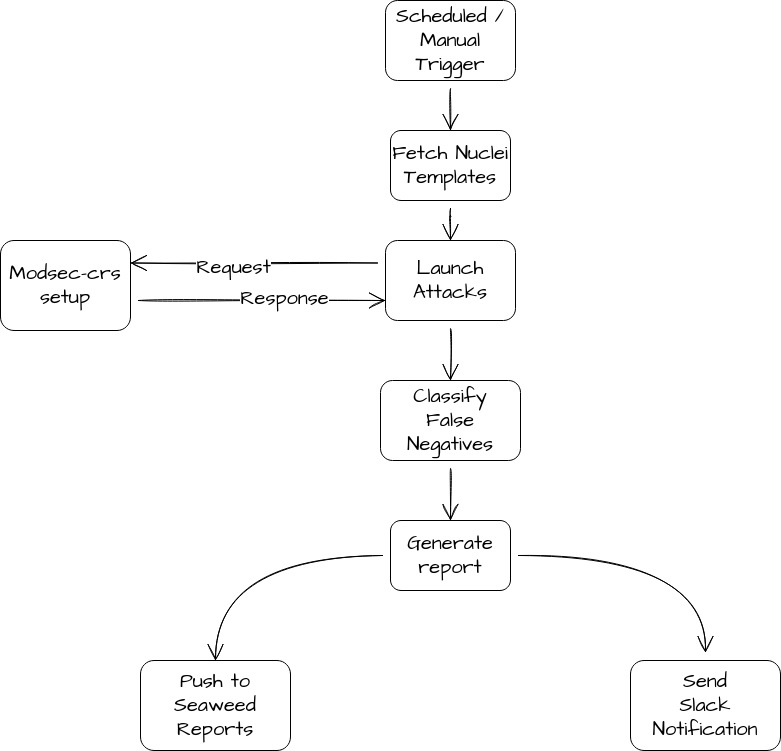 Scheduled /
Manual
Trigger
Fetch Nuclei
Templates
Modsec-crs
setup
Request
Response
Launch
Attacks
Classify
False
Negatives
Generate
report
Push to
Seaweed
Reports
Send
Slack
Notification